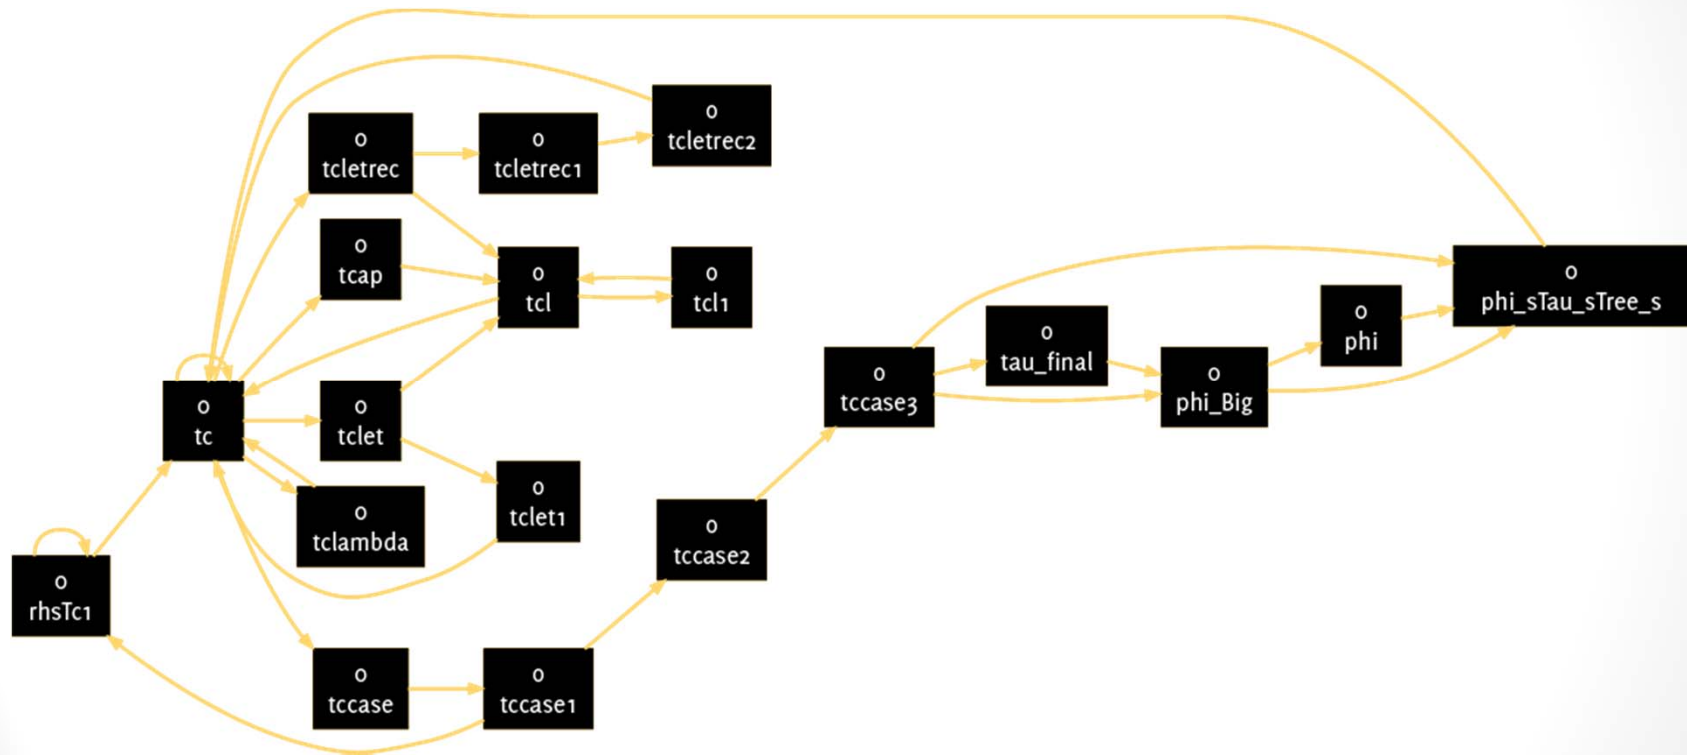 0
tcletrec2
0
tcletrec
0
tcletrec1
0
tcap
0
tcl
0
tcl1
0
phi_sTau_sTree_s
0
phi
0
tau_final
0
tccase3
0
phi_Big
0
tc
0
tclet
0
tclet1
0
tclambda
0
tccase2
0
rhsTc1
0
tccase
0
tccase1